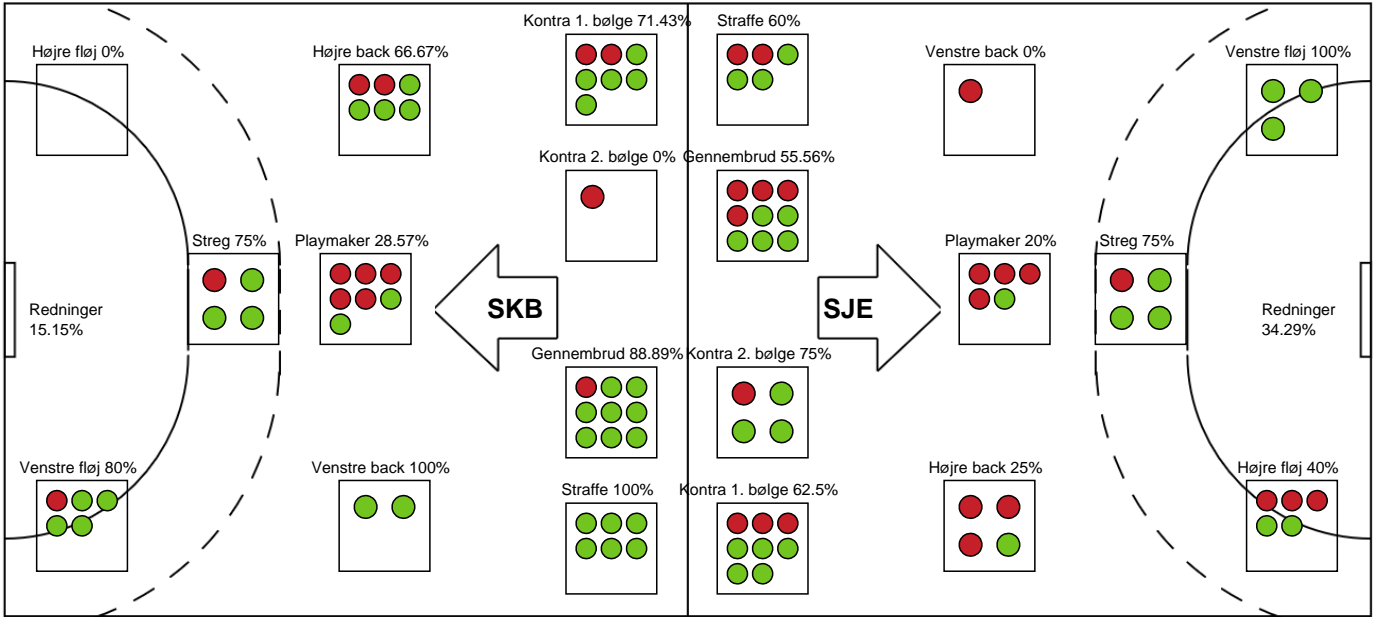 Kontra 1. bølge 71.43%
Straffe 60%
Højre fløj 0%
Højre back 66.67%
Venstre back 0%
Venstre fløj 100%
Kontra 2. bølge 0%
Gennembrud 55.56%
Streg 75%
Playmaker 28.57%
Playmaker 20%
Streg 75%
Redninger
15.15%
SKB
SJE
Redninger
34.29%
Gennembrud 88.89%
Kontra 2. bølge 75%
Venstre fløj 80%
Venstre back 100%
Straffe 100%
Kontra 1. bølge 62.5%
Højre back 25%
Højre fløj 40%